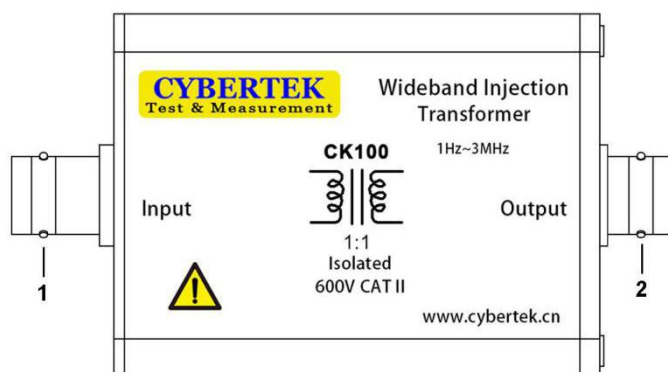 CYBERTEK
Test & Measurement
Wideband Injection
Transformer
1Hz~3MHz
CK100
Input
Output
1:1
Isolated
600V CAT II
www.cybertek.cn
1
2